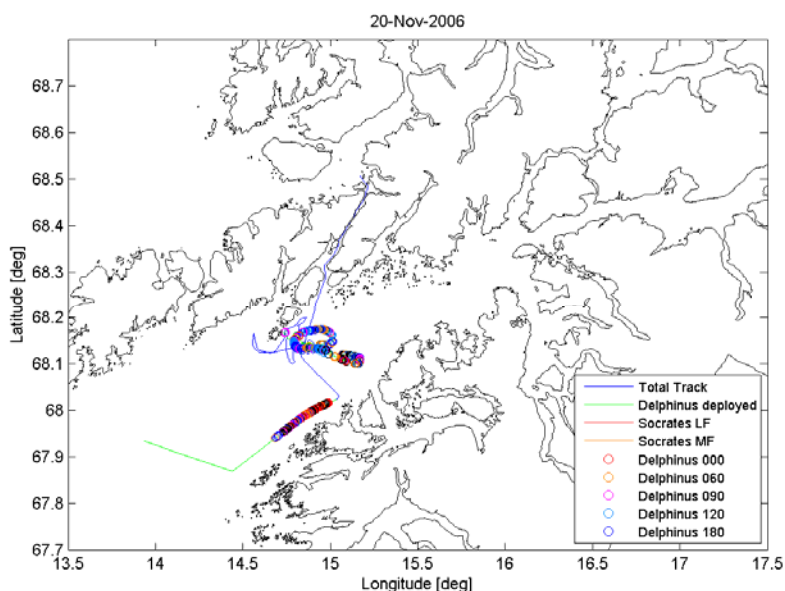 20-Nov-2006
68.7
68.6
68.5
68.4
68.3
68.2
68.1
68
67.9
67.8
67.7
Latitude [deg]
13.5 14 14.5 15 15.5 16 16.5 17 17.5
Longitude [deg]
Total Track
Delphinus deployed
Socrates LF
Socrates MF
Delphinus 000
Delphinus 060
Delphinus 090
Delphinus 120
Delphinus 180